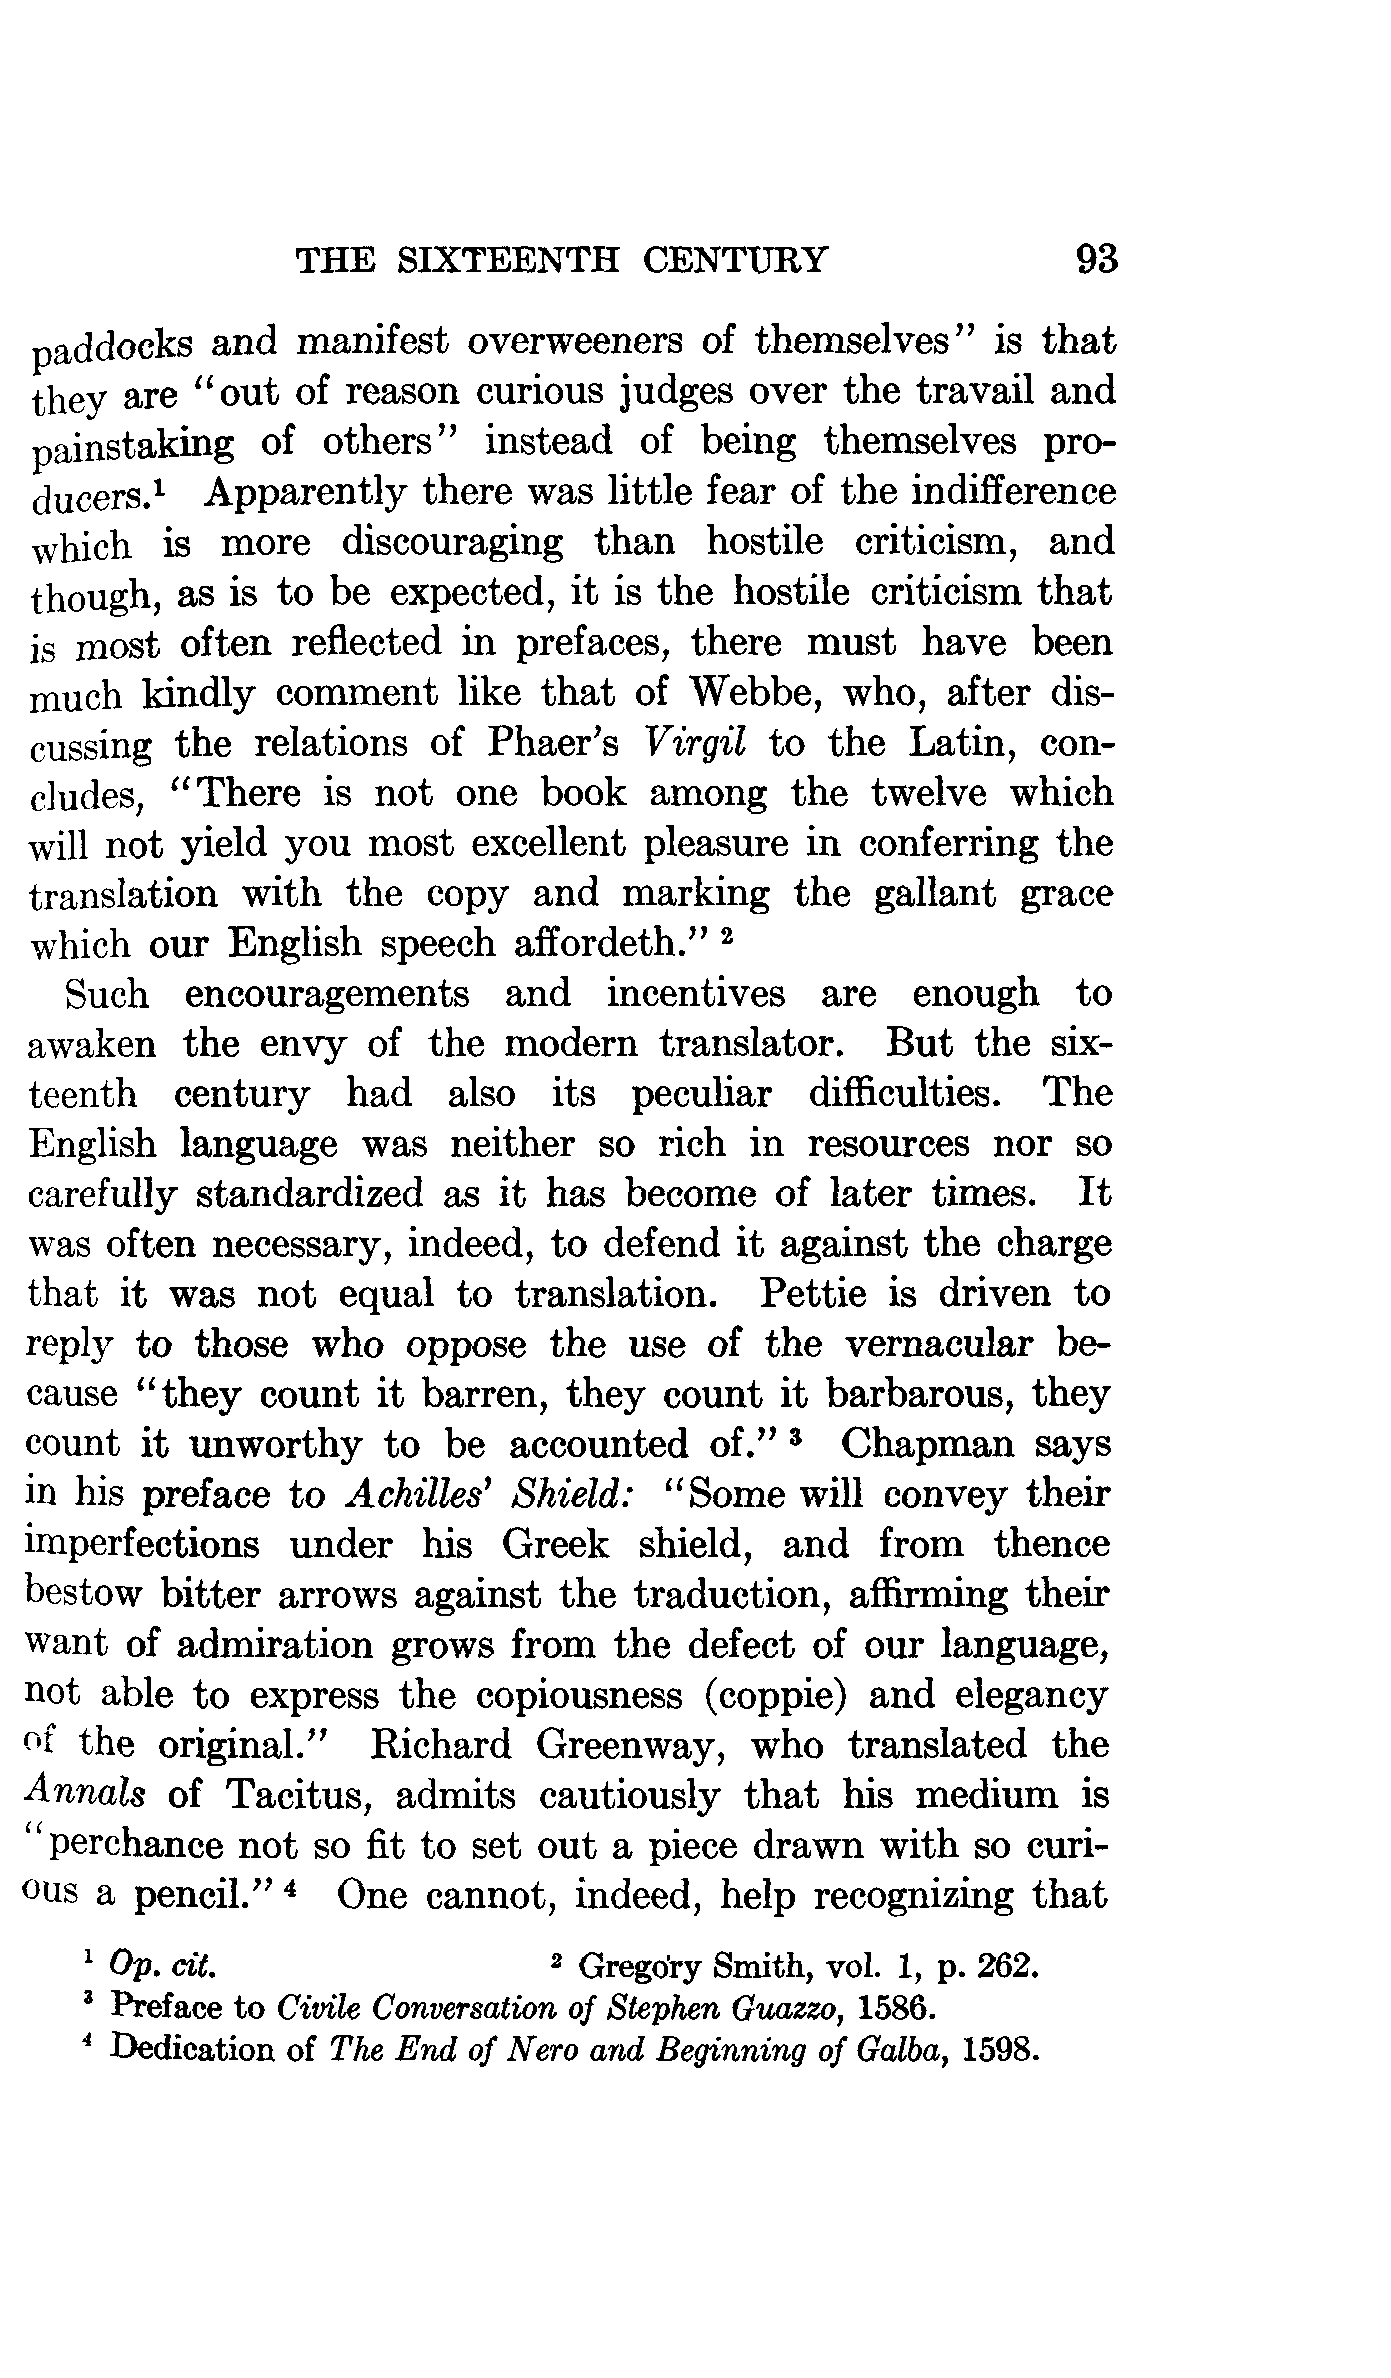 THE SIXTEENTH CENTURY 93
paddocks and manifest overweeners of themselves” is that
they are “out of reason curious judges over the travail and
painstaking of others” instead of being themselves pro-
ducers.¹ Apparently there was little fear of the indifference
which is more discouraging than hostile criticism, and
though, as is to be expected, it is the hostile criticism that
is most often reflected in prefaces, there must have been
much kindly comment like that of Webbe, who, after dis-
cussing the relations of Phaer’s Virgil to the Latin, con-
cludes, “There is not one book among the twelve which
will not yield you most excellent pleasure in conferring the
translation with the copy and marking the gallant grace
which our English speech affordeth.” ²
Such encouragements and incentives are enough to
awaken the envy of the modern translator. But the six-
teenth century had also its peculiar difficulties. The
English language was neither so rich in resources nor so
carefully standardized as it has become of later times. It
was often necessary, indeed, to defend it against the charge
that it was not equal to translation. Pettie is driven to
reply to those who oppose the use of the vernacular be-
cause “they count it barren, they count it barbarous, they
count it unworthy to be accounted of.” ³ Chapman says
in his preface to Achilles’ Shield: “Some will convey their
imperfections under his Greek shield, and from thence
bestow bitter arrows against the traduction, affirming their
want of admiration grows from the defect of our language,
not able to express the copiousness (coppie) and elegancy
of the original.” Richard Greenway, who translated the
Annals of Tacitus, admits cautiously that his medium is
“perchance not so fit to set out a piece drawn with so curi-
ous a pencil.” ⁴ One cannot, indeed, help recognizing that
¹ Op. cit. ² Gregory Smith, vol. 1, p. 262.
³ Preface to Civile Conversation of Stephen Guazzo, 1586.
⁴ Dedication of The End of Nero and Beginning of Galba, 1598.